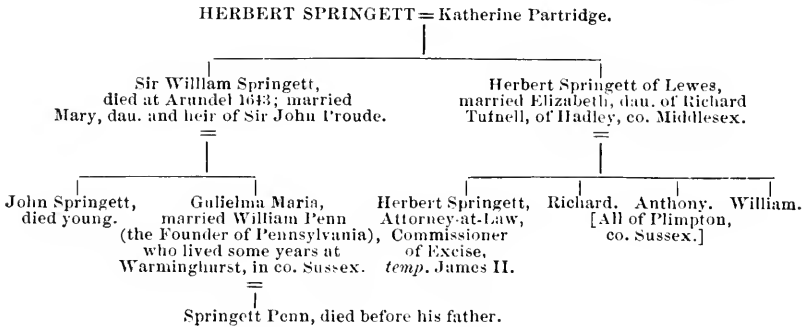 HERBERT SPRINGETT = Katherine Partridge.
Sir William Springett,
died at Arundel 1643; married
Mary, dau. and heir of Sir John Proude.
=
Herbert Springett of Lewes,
married Elizabeth, dau. of Richard
Tufnell, of Hadley, co. Middlesex.
=
John Springett,
died young.
Gulielma Maria,
married William Penn
(the Founder of Pennsylvania),
who lived some years at
Warminghurst, in co. Sussex.
=
Herbert Springett,
Attorney-at-Law,
Commissioner
of Excise,
temp. James II.
Richard. Anthony. William.
[All of Plimpton,
co. Sussex.]
Springett Penn, died before his father.